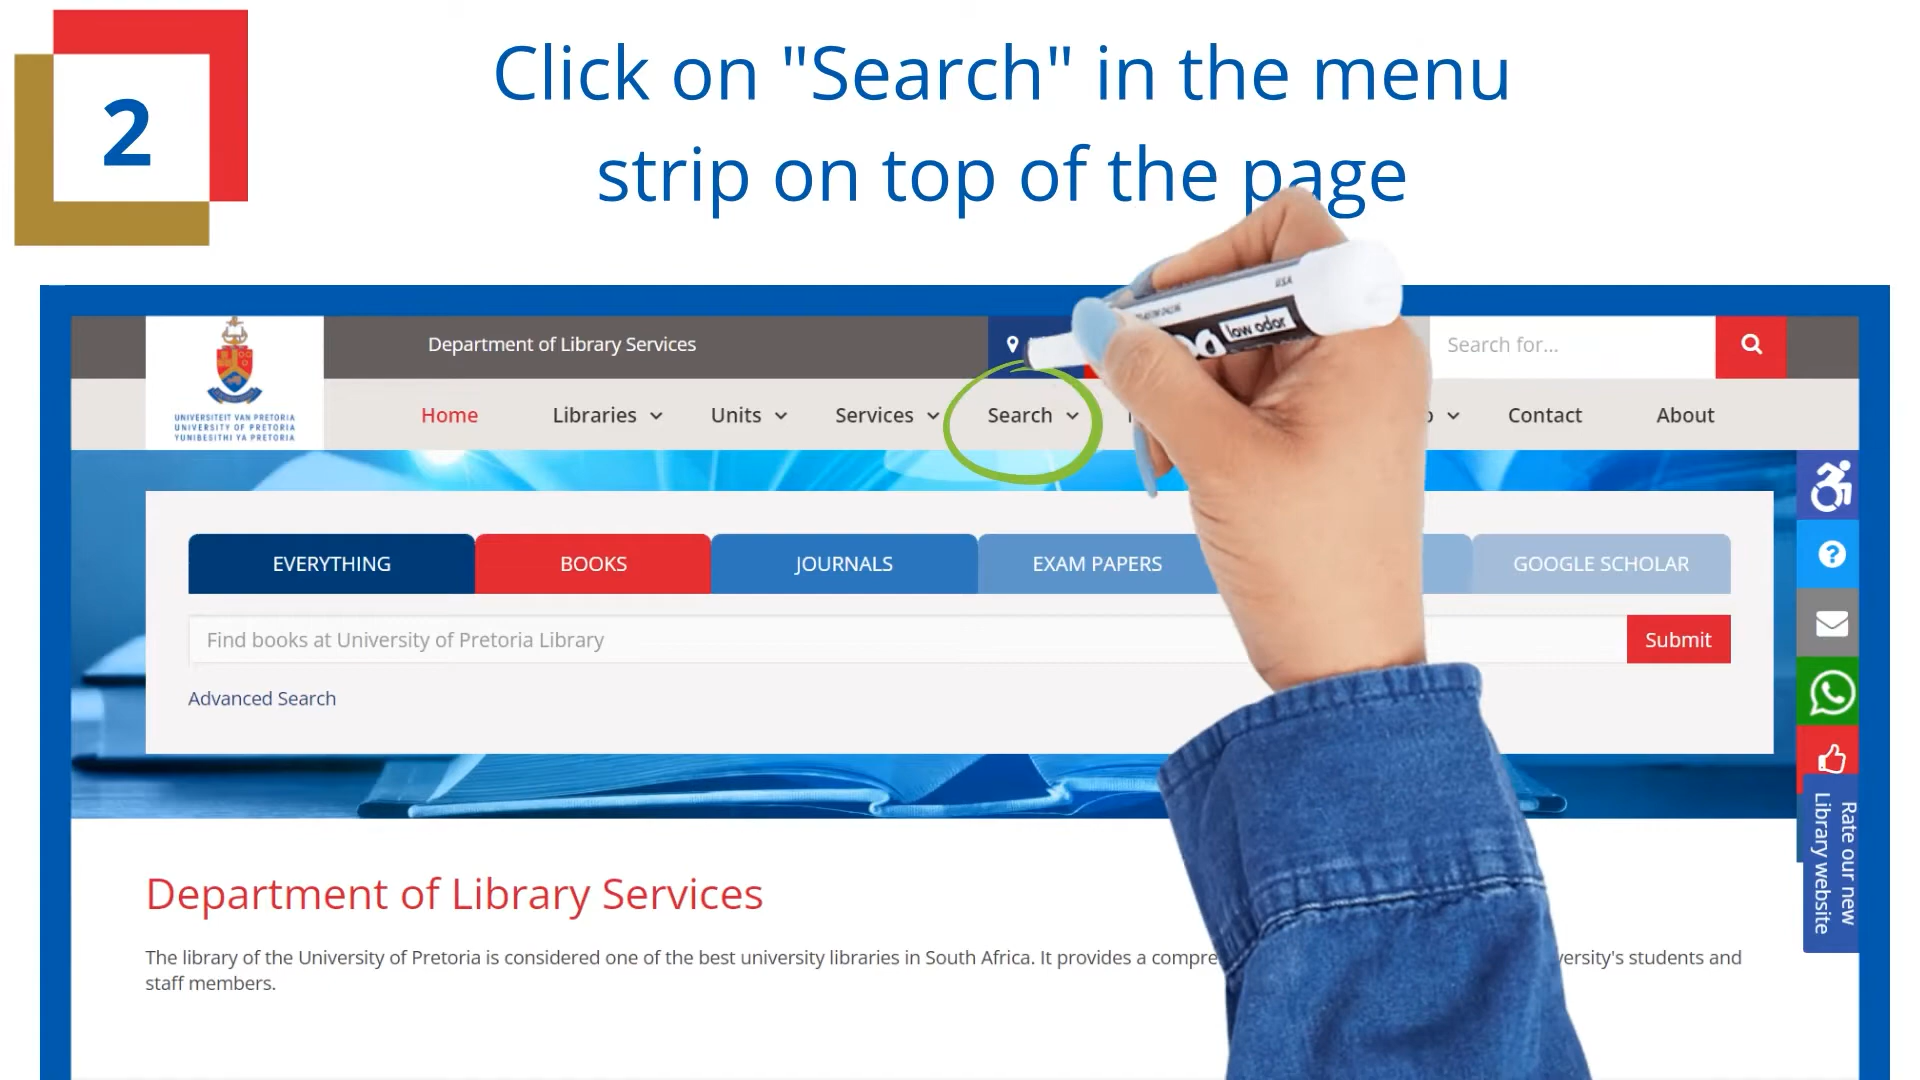 2
Click on "Search" in the menu
strip on top of the page
Department of Library Services
Search for...
UNIVERSITEIT VAN PRETORIA
UNIVERSITY OF PRETORIA
YUNIBESITHI YA PRETORIA
Home Libraries Units Services Search Contact About
USA
low odor
EVERYTHING BOOKS JOURNALS EXAM PAPERS GOOGLE SCHOLAR
Find books at University of Pretoria Library Submit
Advanced Search
Rate our new
Library website
Department of Library Services
The library of the University of Pretoria is considered one of the best university libraries in South Africa. It provides a students and
staff members.